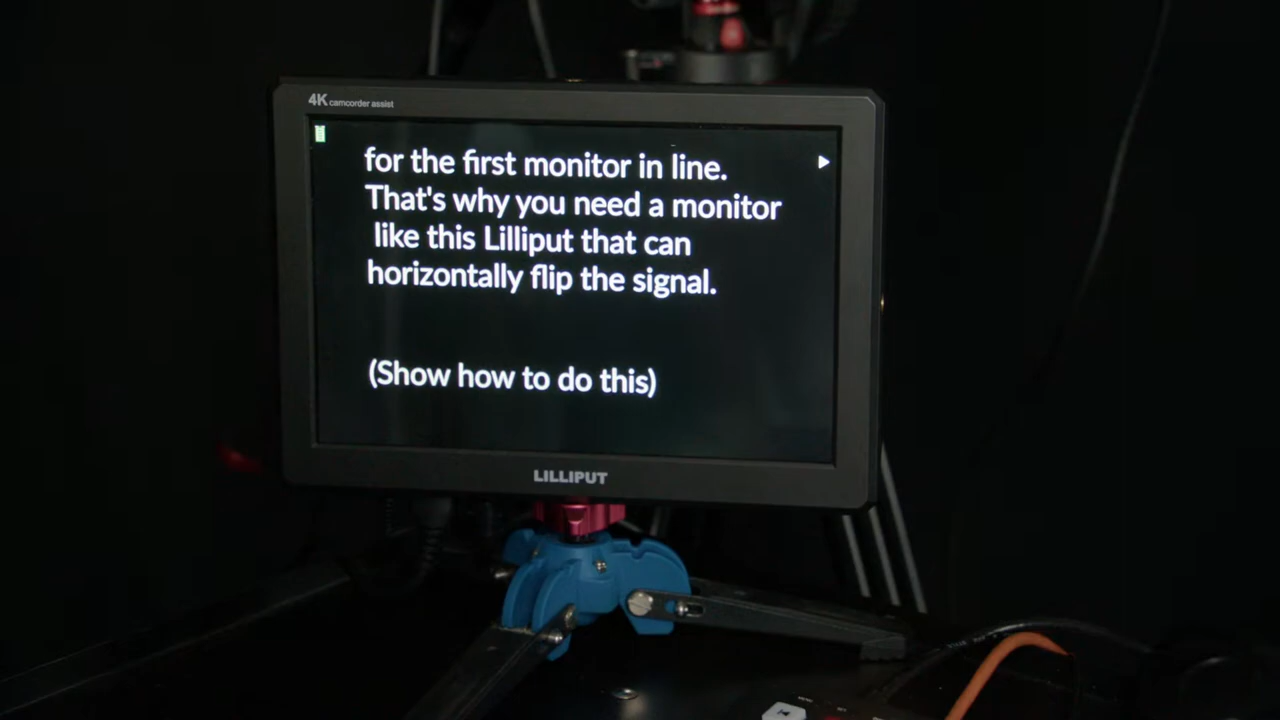 4K camcorder assist
for the first monitor in line.
That's why you need a monitor
like this Lilliput that can
horizontally flip the signal.
(Show how to do this)
LILLIPUT